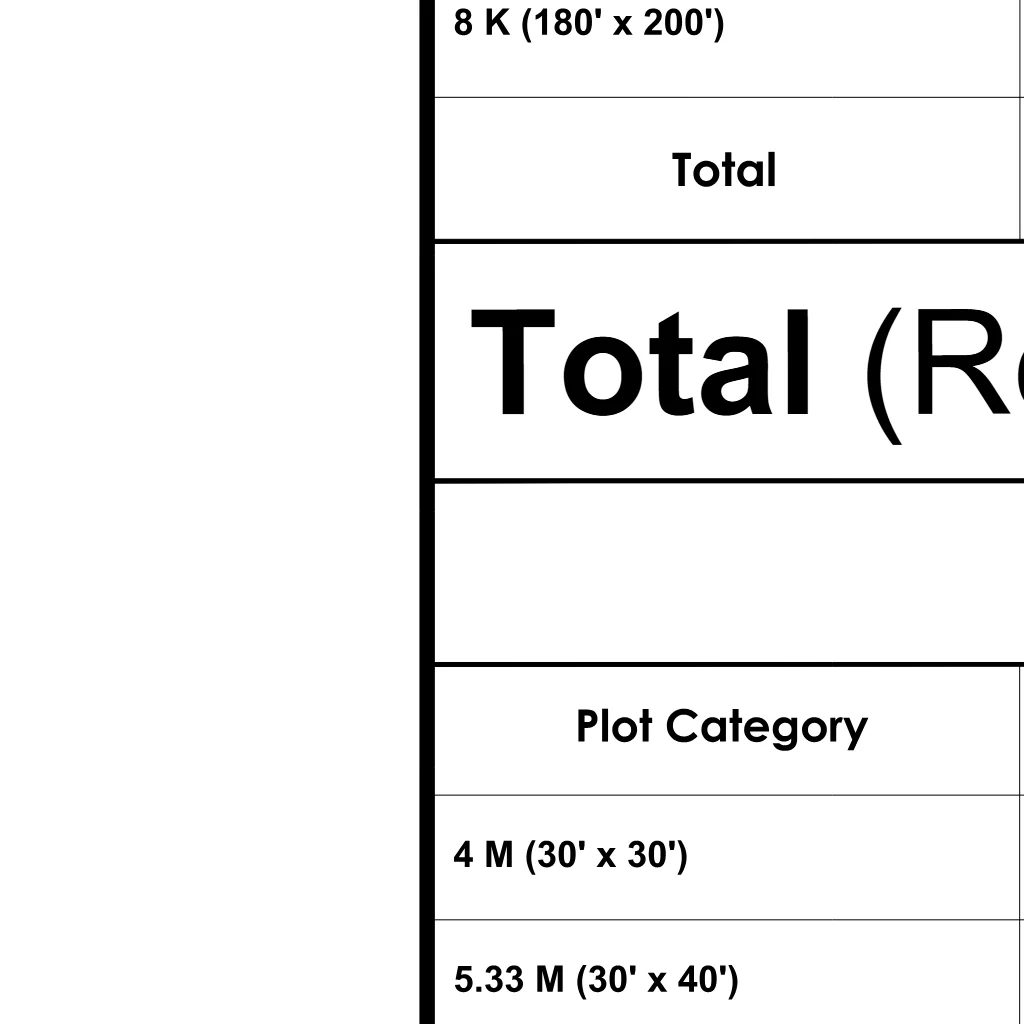 8 K (180' x 200')
Total
Total (R
Plot Category
4 M (30' x 30')
5.33 M (30' x 40')